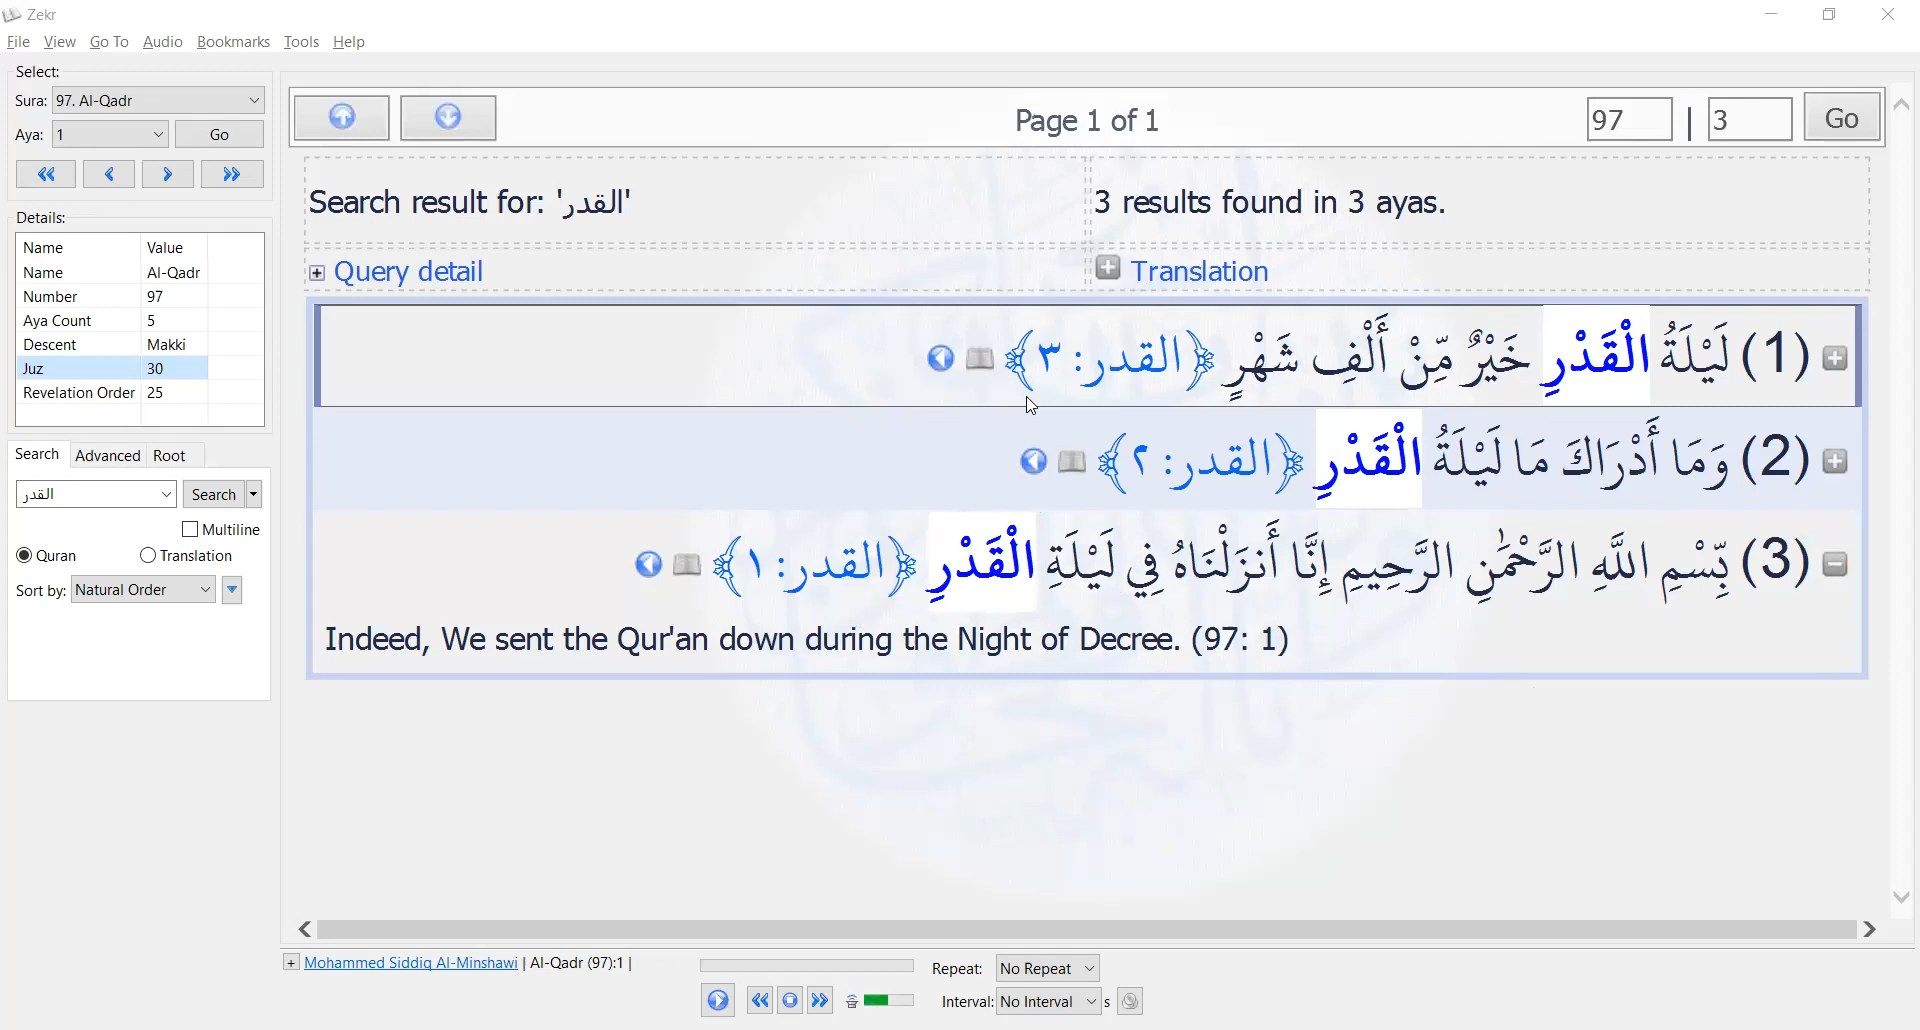 Zekr
File View Go To Audio Bookmarks Tools Help
Select:
Sura: 97. Al-Qadr
Aya: 1 Go
Details:
Name Value
Name Al-Qadr
Number 97
Aya Count 5
Descent Makki
Juz 30
Revelation Order 25
Search Advanced Root
القدر Search
Multiline
Quran Translation
Sort by: Natural Order
Page 1 of 1
97 | 3 Go
Search result for: 'القدر'
3 results found in 3 ayas.
Query detail
Translation
(1) لَيْلَةُ الْقَدْرِ خَيْرٌ مِّنْ أَلْفِ شَهْرٍ ﴿القدر: ٣﴾
(2) وَمَا أَدْرَاكَ مَا لَيْلَةُ الْقَدْرِ ﴿القدر: ٢﴾
(3) بِّسْمِ اللَّهِ الرَّحْمَٰنِ الرَّحِيمِ إِنَّا أَنزَلْنَاهُ فِي لَيْلَةِ الْقَدْرِ ﴿القدر: ١﴾
Indeed, We sent the Qur'an down during the Night of Decree. (97: 1)
Mohammed Siddiq Al-Minshawi | Al-Qadr (97):1 |
Repeat: No Repeat
Interval: No Interval s